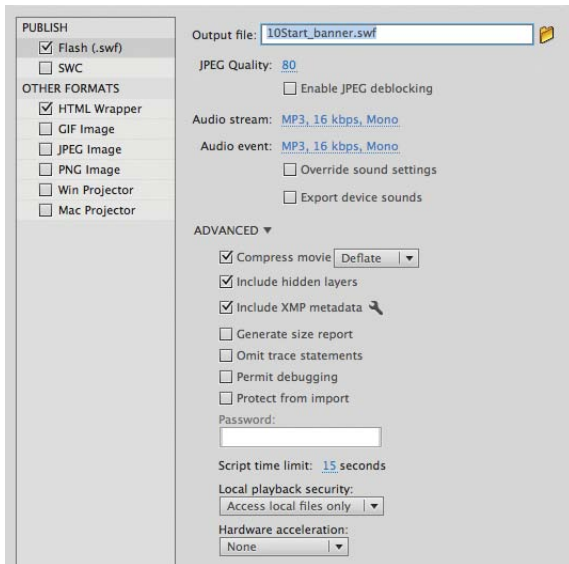 PUBLISH
Flash (.swf)
SWC
OTHER FORMATS
HTML Wrapper
GIF Image
JPEG Image
PNG Image
Win Projector
Mac Projector
Output file: 10Start_banner.swf
JPEG Quality: 80
Enable JPEG deblocking
Audio stream: MP3, 16 kbps, Mono
Audio event: MP3, 16 kbps, Mono
Override sound settings
Export device sounds
ADVANCED
Compress movie Deflate
Include hidden layers
Include XMP metadata
Generate size report
Omit trace statements
Permit debugging
Protect from import
Password:
Script time limit: 15 seconds
Local playback security:
Access local files only
Hardware acceleration:
None